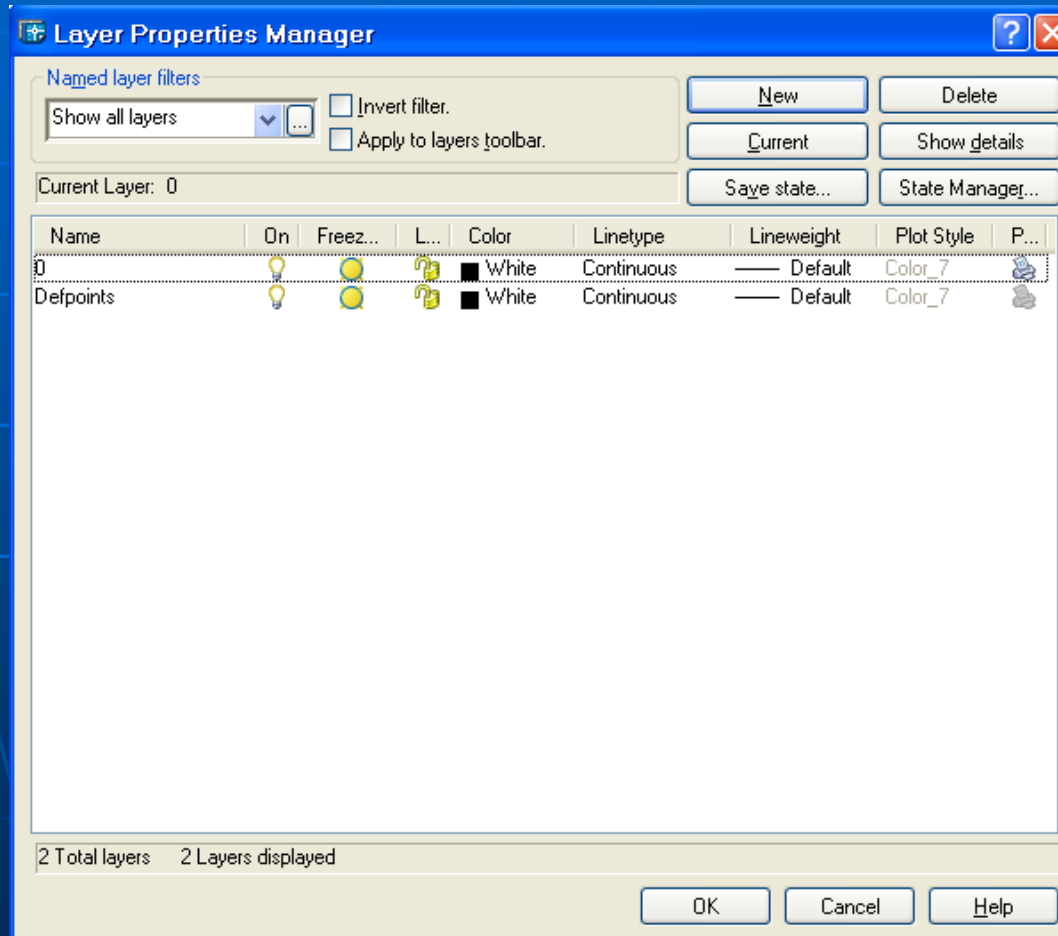 Layer Properties Manager
Named layer filters
Show all layers
...
Invert filter.
Apply to layers toolbar.
New
Delete
Current
Show details
Current Layer: 0
Save state...
State Manager...
Name On Freez... L... Color Linetype Lineweight Plot Style P...
0 White Continuous Default Color_7
Defpoints White Continuous Default Color_7
2 Total layers 2 Layers displayed
OK Cancel Help